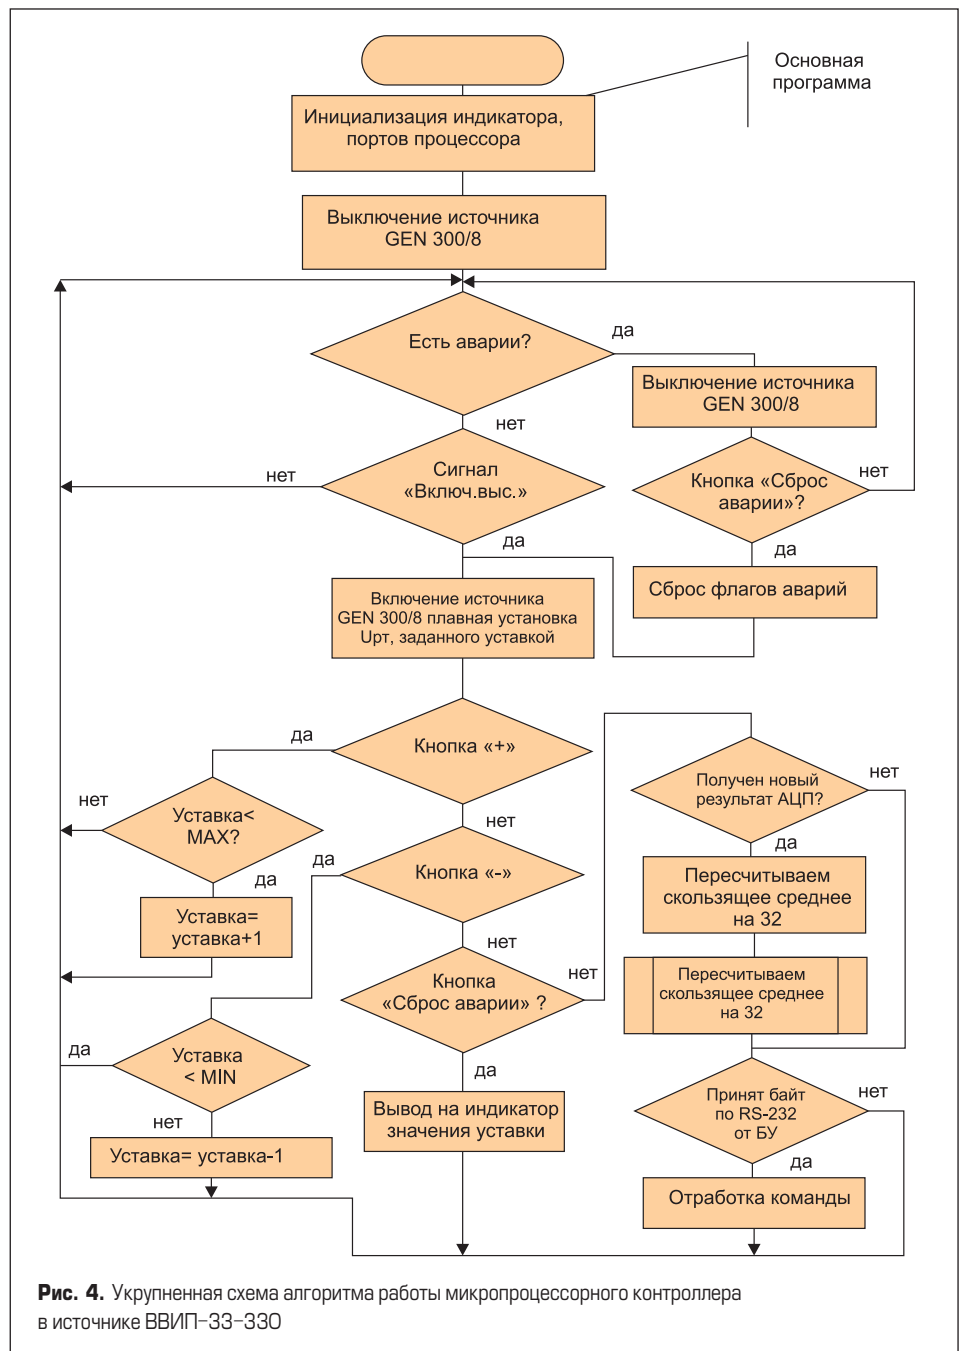 Основная
программа
Инициализация индикатора,
портов процессора
Выключение источника
GEN 300/8
Есть аварии?
да
Выключение источника
GEN 300/8
нет
Сигнал
«Включ.выс.»
нет
да
Кнопка «Сброс
аварии»?
нет
да
Сброс флагов аварий
Включение источника
GEN 300/8 плавная установка
Uрт, заданного уставкой
Кнопка «+»
да
нет
Уставка<
MAX?
нет
да
Уставка=
уставка+1
Кнопка «-»
да
нет
Кнопка
«Сброс аварии» ?
нет
да
Уставка
< MIN
да
нет
Уставка= уставка-1
Вывод на индикатор
значения уставки
Получен новый
результат АЦП?
нет
да
Пересчитываем
скользящее среднее
на 32
Пересчитываем
скользящее среднее
на 32
Принят байт
по RS-232
от БУ
нет
да
Отработка команды
Рис. 4. Укрупненная схема алгоритма работы микропроцессорного контроллера
в источнике ВВИП-33-330